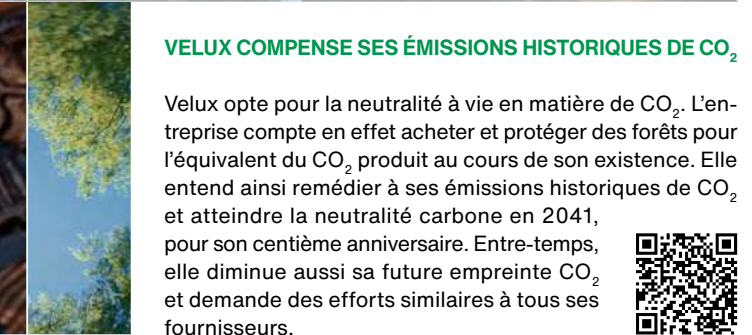 VELUX COMPENSE SES ÉMISSIONS HISTORIQUES DE CO₂
Velux opte pour la neutralité à vie en matière de CO₂. L’en-
treprise compte en effet acheter et protéger des forêts pour
l’équivalent du CO₂ produit au cours de son existence. Elle
entend ainsi remédier à ses émissions historiques de CO₂
et atteindre la neutralité carbone en 2041,
pour son centième anniversaire. Entre-temps,
elle diminue aussi sa future empreinte CO₂
et demande des efforts similaires à tous ses
fournisseurs.